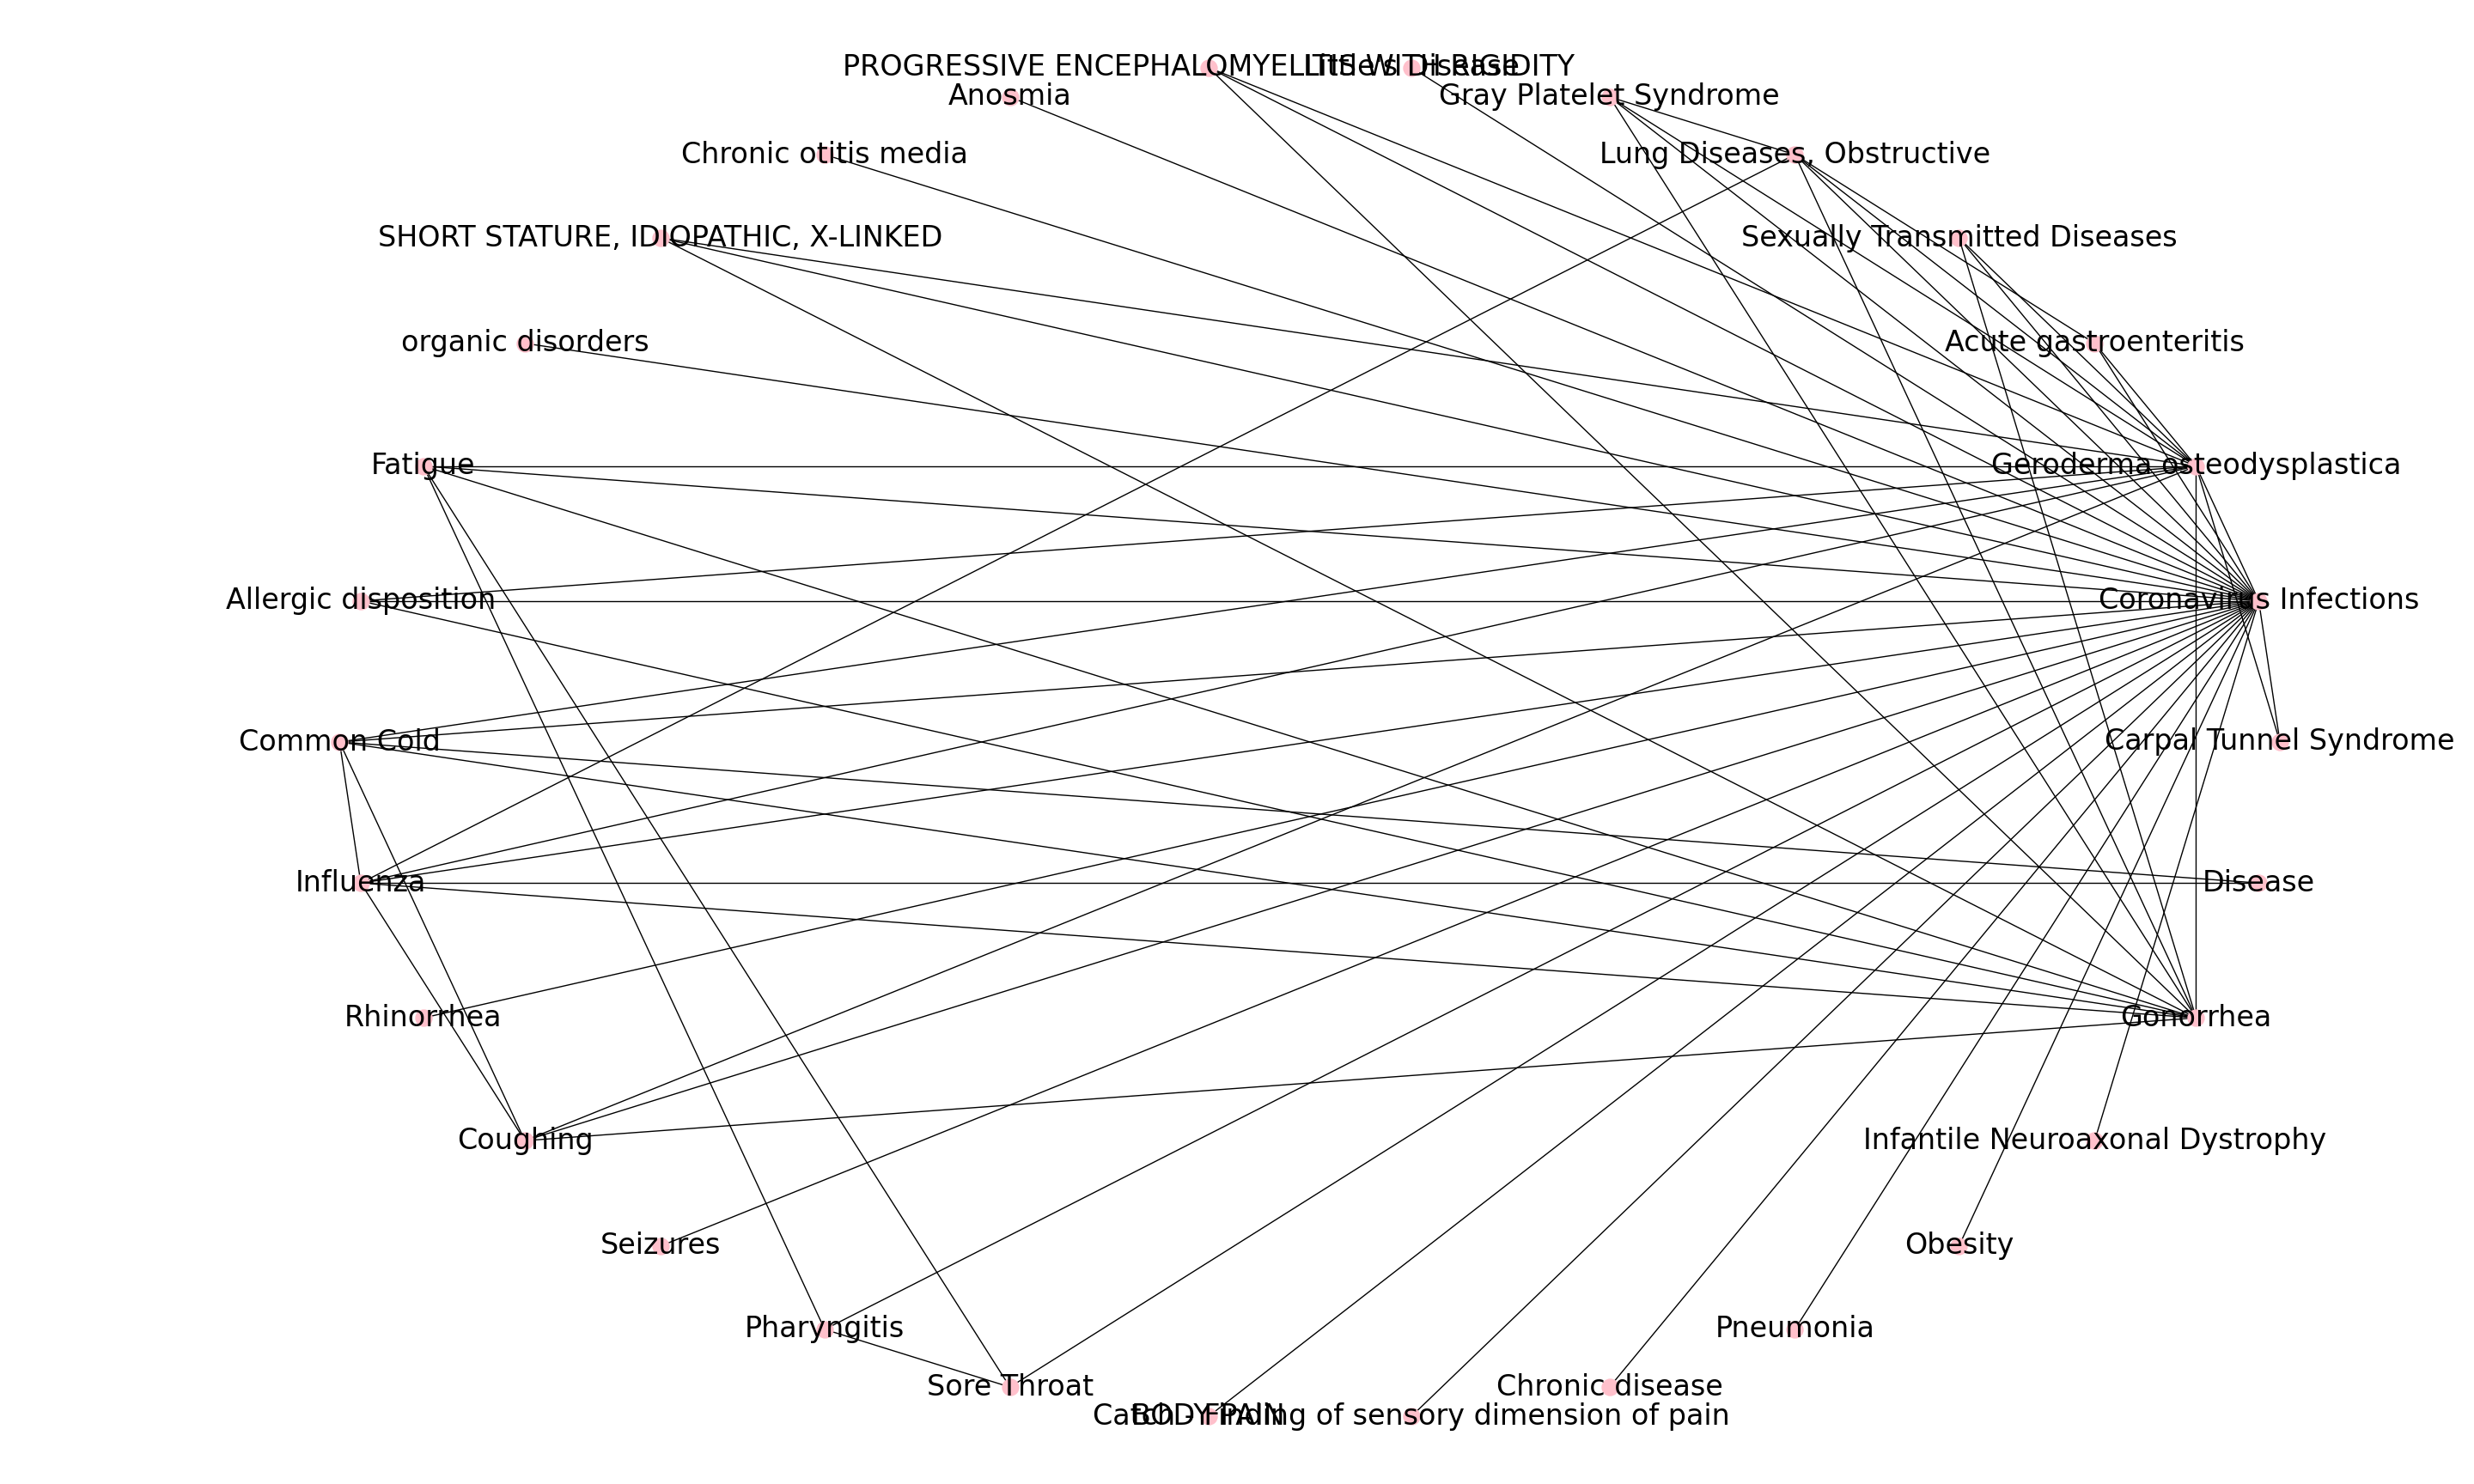 PROGRESSIVE ENCEPHALOMYELITIS WITH RIGIDITY
Little's Disease
Anosmia
Gray Platelet Syndrome
Chronic otitis media
Lung Diseases, Obstructive
SHORT STATURE, IDIOPATHIC, X-LINKED
Sexually Transmitted Diseases
organic disorders
Acute gastroenteritis
Fatigue
Geroderma osteodysplastica
Allergic disposition
Coronavirus Infections
Common Cold
Carpal Tunnel Syndrome
Influenza
Disease
Rhinorrhea
Gonorrhea
Coughing
Infantile Neuroaxonal Dystrophy
Seizures
Obesity
Pharyngitis
Pneumonia
Sore Throat
Chronic disease
BODY PAIN
Catch - Finding of sensory dimension of pain